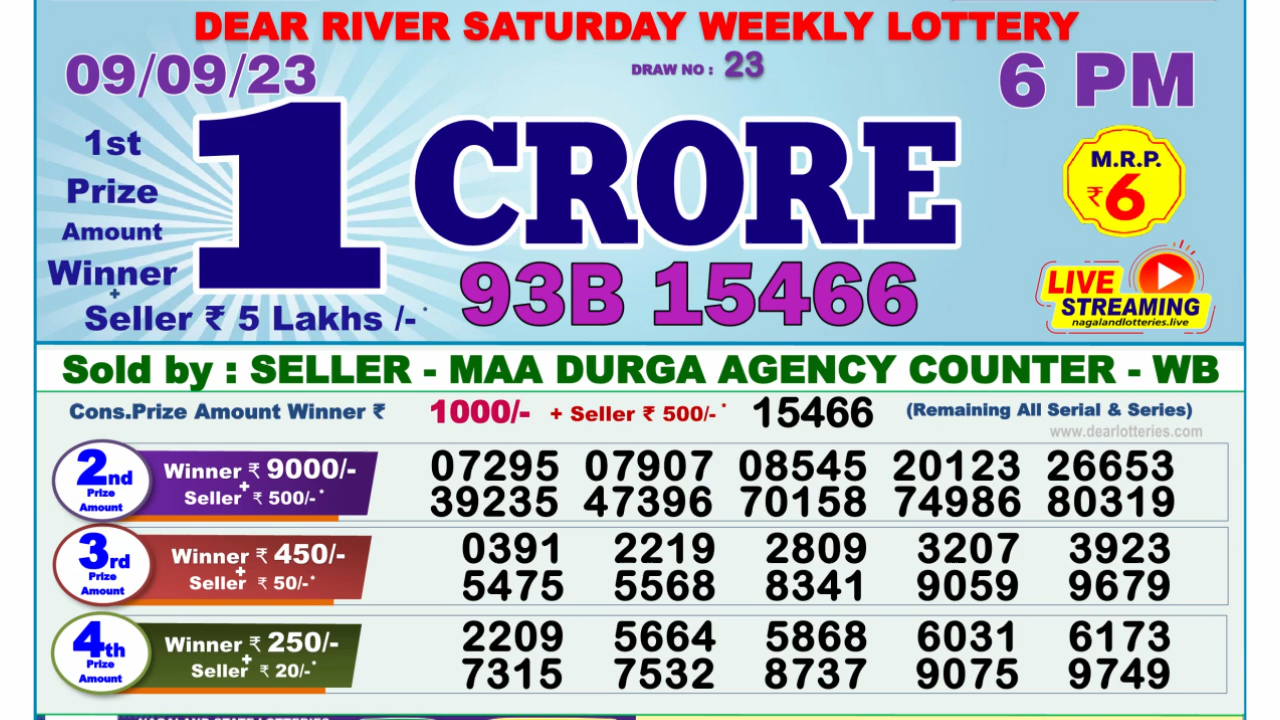 DEAR RIVER SATURDAY WEEKLY LOTTERY
09/09/23
DRAW NO : 23
6 PM
1st
Prize
Amount
Winner
+
Seller ₹ 5 Lakhs /-*
1 CRORE
93B 15466
M.R.P.
₹6
LIVE
STREAMING
nagalandlotteries.live
Sold by : SELLER - MAA DURGA AGENCY COUNTER - WB
Cons.Prize Amount Winner ₹ 1000/- + Seller ₹ 500/-* 15466 (Remaining All Serial & Series)
www.dearlotteries.com
2nd
Prize
Amount
Winner ₹ 9000/-
+
Seller ₹ 500/-*
07295 07907 08545 20123 26653
39235 47396 70158 74986 80319
3rd
Prize
Amount
Winner ₹ 450/-
+
Seller ₹ 50/-*
0391 2219 2809 3207 3923
5475 5568 8341 9059 9679
4th
Prize
Amount
Winner ₹ 250/-
+
Seller ₹ 20/-*
2209 5664 5868 6031 6173
7315 7532 8737 9075 9749
NAGALAND STATE LOTTERIES